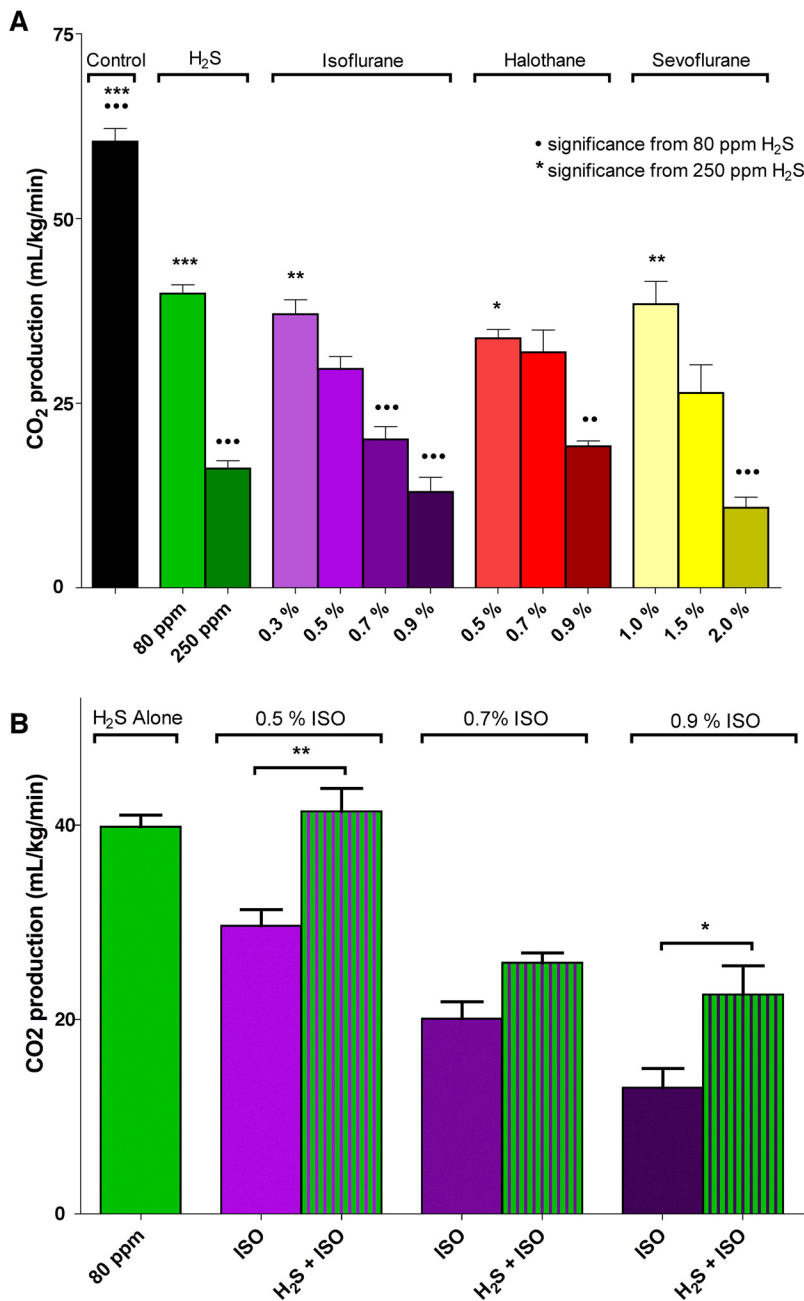 A
75
50
25
0
CO₂ production (mL/kg/min)
Control
H₂S
Isoflurane
Halothane
Sevoflurane
• significance from 80 ppm H₂S
* significance from 250 ppm H₂S
***
•••
***
•••
**
•••
•••
*
••
**
•••
80 ppm
250 ppm
0.3 %
0.5 %
0.7 %
0.9 %
0.5 %
0.7 %
0.9 %
1.0 %
1.5 %
2.0 %
B
40
20
0
CO2 production (mL/kg/min)
H₂S Alone
0.5 % ISO
0.7% ISO
0.9 % ISO
**
*
80 ppm
ISO
H₂S + ISO
ISO
H₂S + ISO
ISO
H₂S + ISO